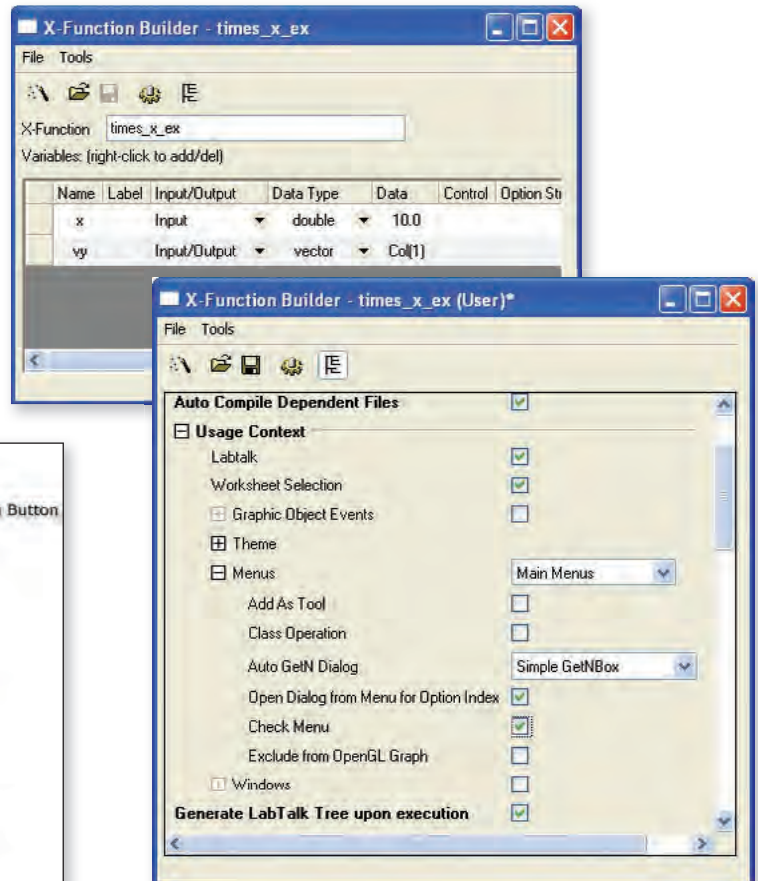 X-Function Builder - times_x_ex
File Tools
X-Function times_x_ex
Variables: (right-click to add/del)
Name Label Input/Output Data Type Data Control Option Str
x Input double 10.0
vy Input/Output vector Col(1)
X-Function Builder - times_x_ex (User)*
File Tools
Auto Compile Dependent Files
Usage Context
Labtalk
Worksheet Selection
Graphic Object Events
Theme
Menus Main Menus
Add As Tool
Class Operation
Auto GetN Dialog Simple GetNBox
Open Dialog from Menu for Option Index
Check Menu
Exclude from OpenGL Graph
Windows
Generate LabTalk Tree upon execution
Button